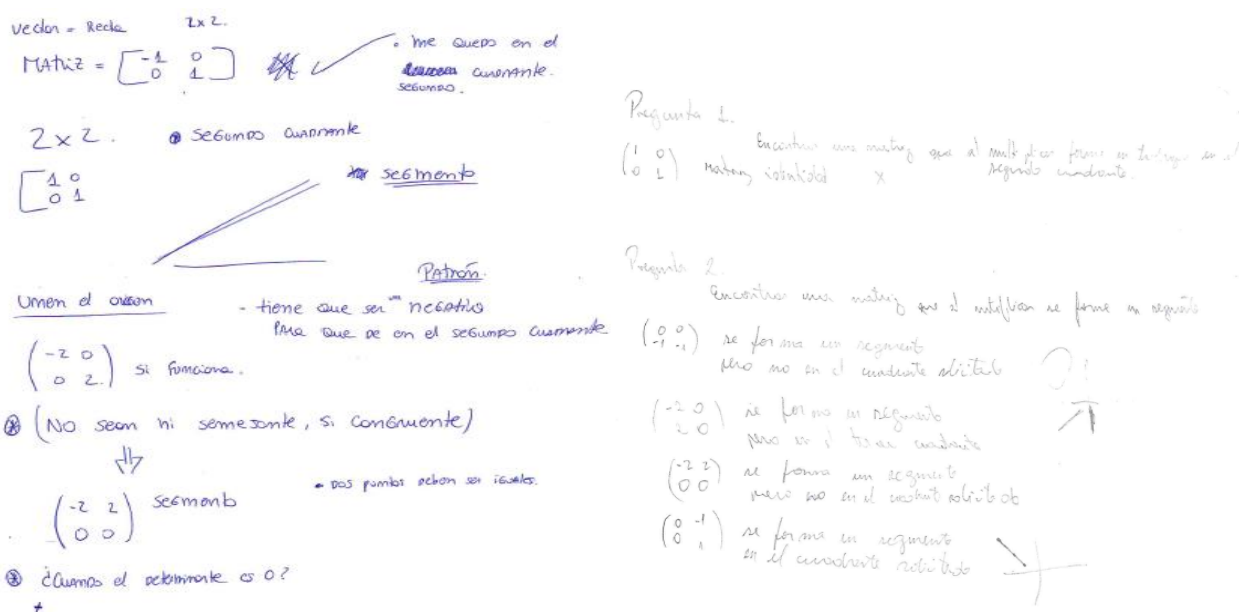 vector = Recta 2x2.
MAtriz = [-1 0
0 1]
• me quedo en el
cuadrante.
segundo.
2 x 2. • Segundo cuadrante
[1 0
0 1
segmento
Patrón.
Unen el origen
- tiene que ser un negativo
para que de en el segundo cuadrante
(-2 0
0 2.) si funciona.
(No sean ni semejante, si congruente)
(-2 2
0 0) segmento
• Dos puntos deben ser iguales.
¿Cuando el determinante es 0?
Pregunta 1.
Encontrar una matriz que al multiplicar forme un triángulo en el
segundo cuadrante.
(1 0
0 1) matriz identidad x
Pregunta 2.
Encontrar una matriz que al multiplicar se forme un segmento
(0 0
-1 -1) se forma un segmento
pero no en el cuadrante solicitado
(-2 0
2 0) se forma un segmento
pero en el tercer cuadrante
(-2 2
0 0) se forma un segmento
pero no en el cuadrante solicitado
(0 -1
0 1) se forma un segmento
en el cuadrante solicitado